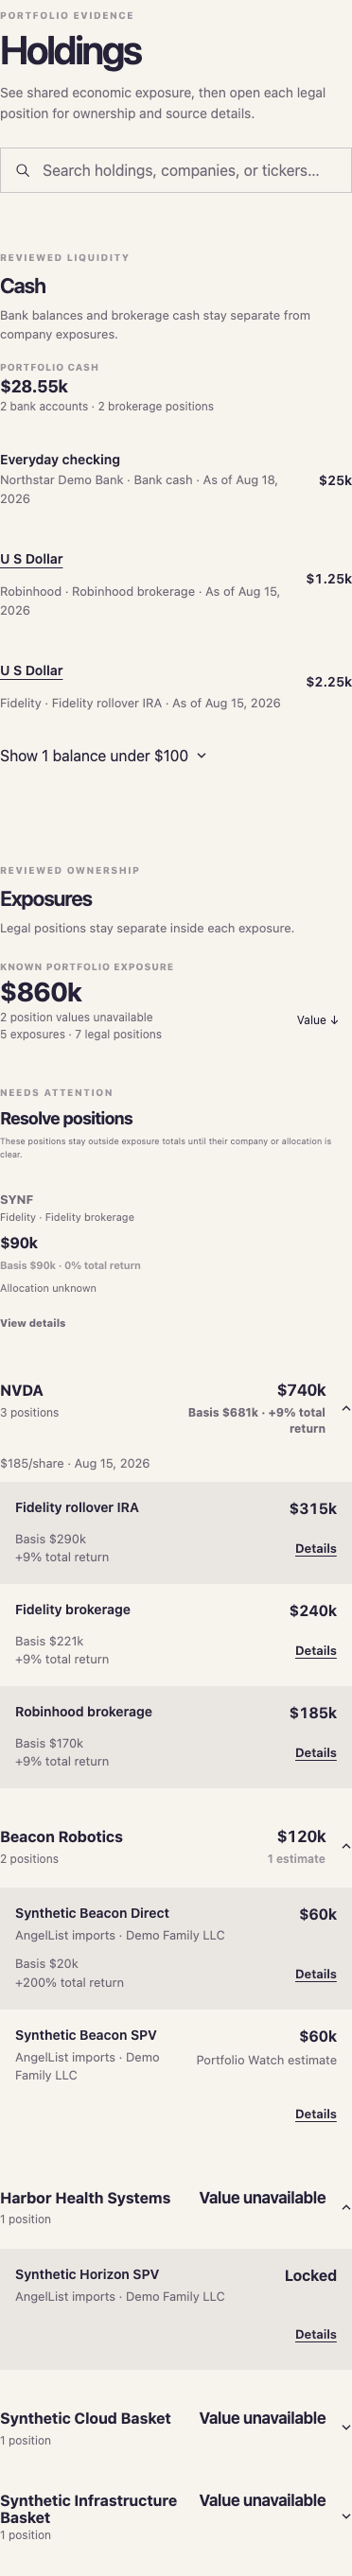 PORTFOLIO EVIDENCE
Holdings
See shared economic exposure, then open each legal
position for ownership and source details.
Search holdings, companies, or tickers...
REVIEWED LIQUIDITY
Cash
Bank balances and brokerage cash stay separate from
company exposures.
PORTFOLIO CASH
$28.55k
2 bank accounts · 2 brokerage positions
Everyday checking
Northstar Demo Bank · Bank cash · As of Aug 18,
2026
$25k
U S Dollar
Robinhood · Robinhood brokerage · As of Aug 15,
2026
$1.25k
U S Dollar
Fidelity · Fidelity rollover IRA · As of Aug 15, 2026
$2.25k
Show 1 balance under $100
REVIEWED OWNERSHIP
Exposures
Legal positions stay separate inside each exposure.
KNOWN PORTFOLIO EXPOSURE
$860k
2 position values unavailable
5 exposures · 7 legal positions
Value ↓
NEEDS ATTENTION
Resolve positions
These positions stay outside exposure totals until their company or allocation is
clear.
SYNF
Fidelity · Fidelity brokerage
$90k
Basis $90k · 0% total return
Allocation unknown
View details
NVDA
3 positions
$740k
Basis $681k · +9% total
return
$185/share · Aug 15, 2026
Fidelity rollover IRA
$315k
Basis $290k
+9% total return
Details
Fidelity brokerage
$240k
Basis $221k
+9% total return
Details
Robinhood brokerage
$185k
Basis $170k
+9% total return
Details
Beacon Robotics
2 positions
$120k
1 estimate
Synthetic Beacon Direct
AngelList imports · Demo Family LLC
$60k
Basis $20k
+200% total return
Details
Synthetic Beacon SPV
AngelList imports · Demo
Family LLC
$60k
Portfolio Watch estimate
Details
Harbor Health Systems
1 position
Value unavailable
Synthetic Horizon SPV
AngelList imports · Demo Family LLC
Locked
Details
Synthetic Cloud Basket
1 position
Value unavailable
Synthetic Infrastructure
Basket
1 position
Value unavailable